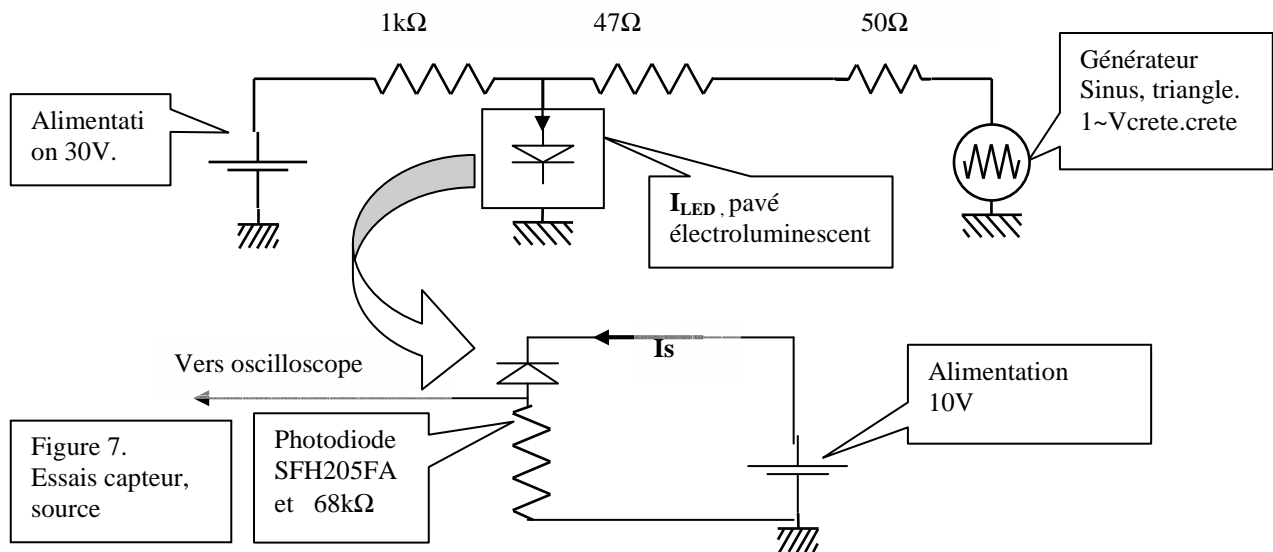 1kΩ
47Ω
50Ω
Alimentati
on 30V.
Générateur
Sinus, triangle.
1~Vcrete.crete
I_LED , pavé
électroluminescent
Is
Vers oscilloscope
Alimentation
10V
Figure 7.
Essais capteur,
source
Photodiode
SFH205FA
et 68kΩ